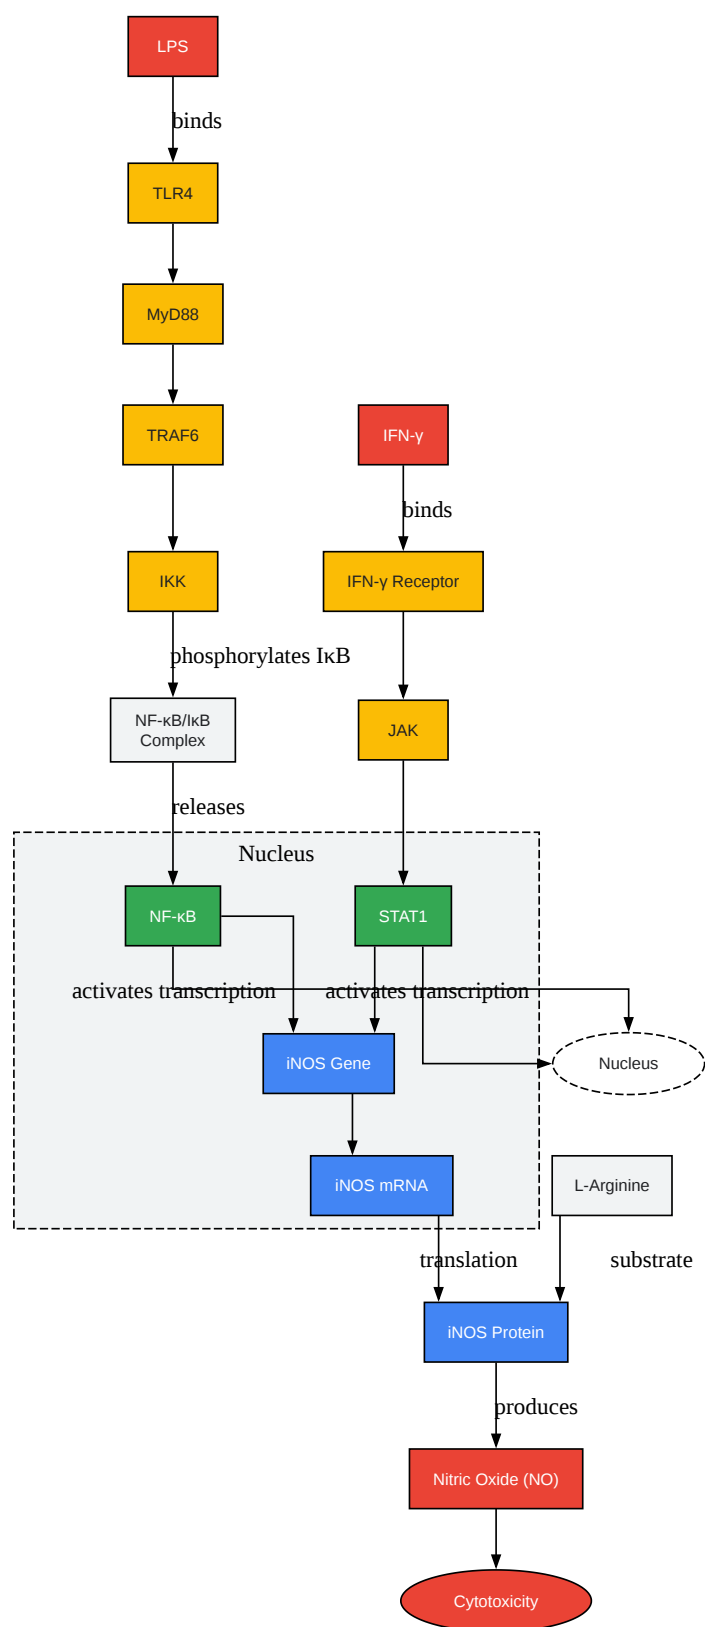 LPS
binds
TLR4
MyD88
TRAF6
IFN-γ
binds
IKK
IFN-γ Receptor
phosphorylates IκB
NF-κB/IκB
Complex
JAK
releases
Nucleus
NF-κB
STAT1
activates transcription
activates transcription
iNOS Gene
Nucleus
iNOS mRNA
L-Arginine
translation
substrate
iNOS Protein
produces
Nitric Oxide (NO)
Cytotoxicity